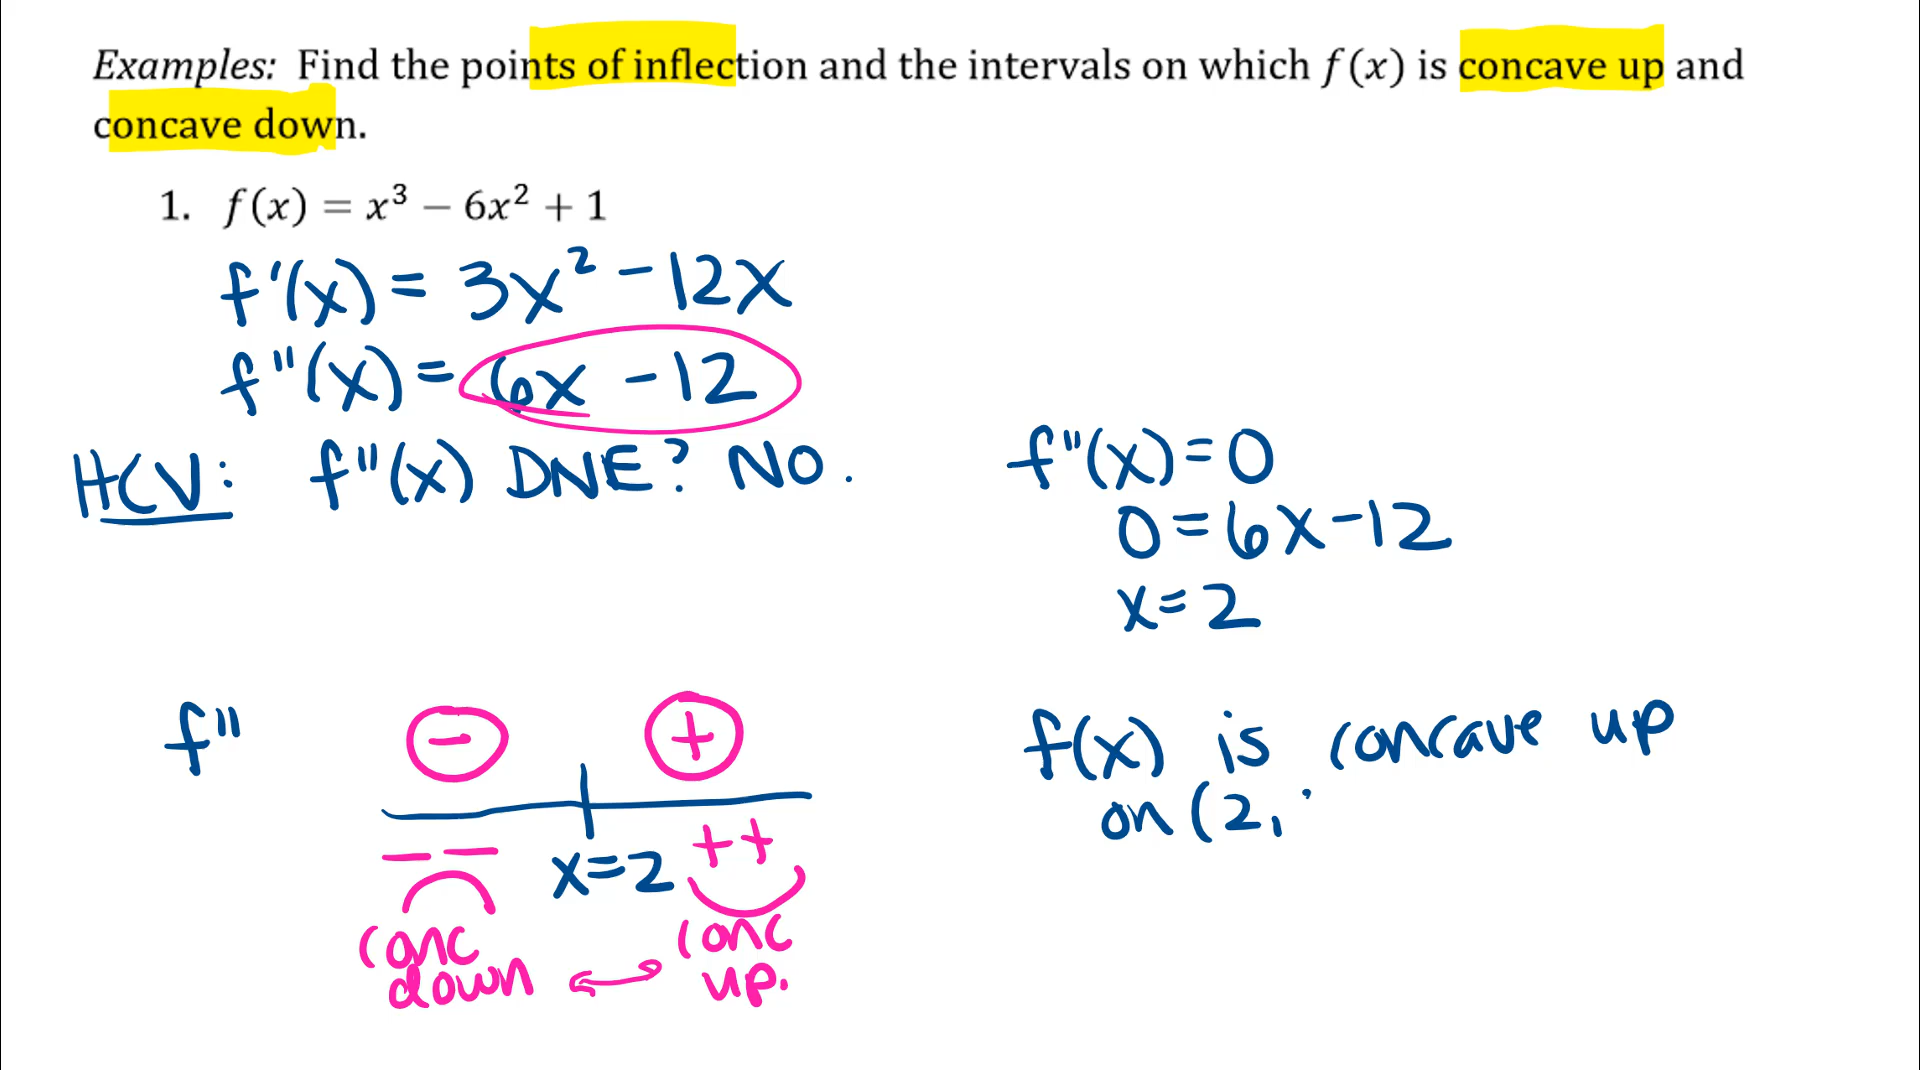 Examples: Find the points of inflection and the intervals on which f(x) is concave up and
concave down.
1. f(x) = x³ − 6x² + 1
f'(x) = 3x² − 12x
f"(x) = 6x − 12
HCV: f"(x) DNE? NO.
f"(x) = 0
0 = 6x − 12
x = 2
f"
− +
x = 2
− − + +
conc down
conc up.
f(x) is concave up
on (2,